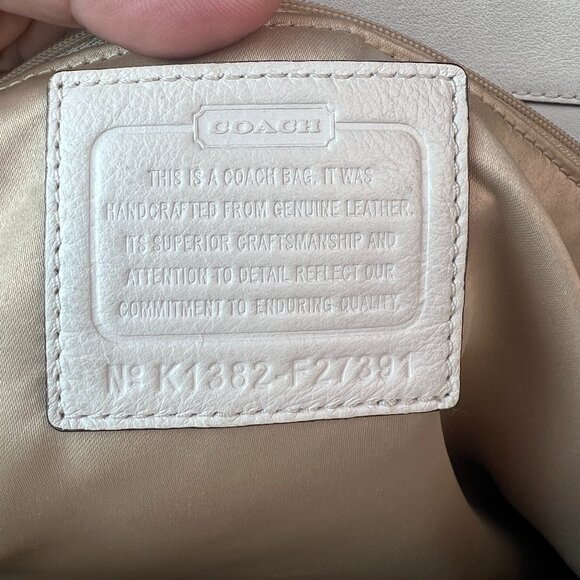 COACH
THIS IS A COACH BAG. IT WAS
HANDCRAFTED FROM GENUINE LEATHER.
ITS SUPERIOR CRAFTSMANSHIP AND
ATTENTION TO DETAIL REFLECT OUR
COMMITMENT TO ENDURING QUALITY.
Nº K1382-F27391